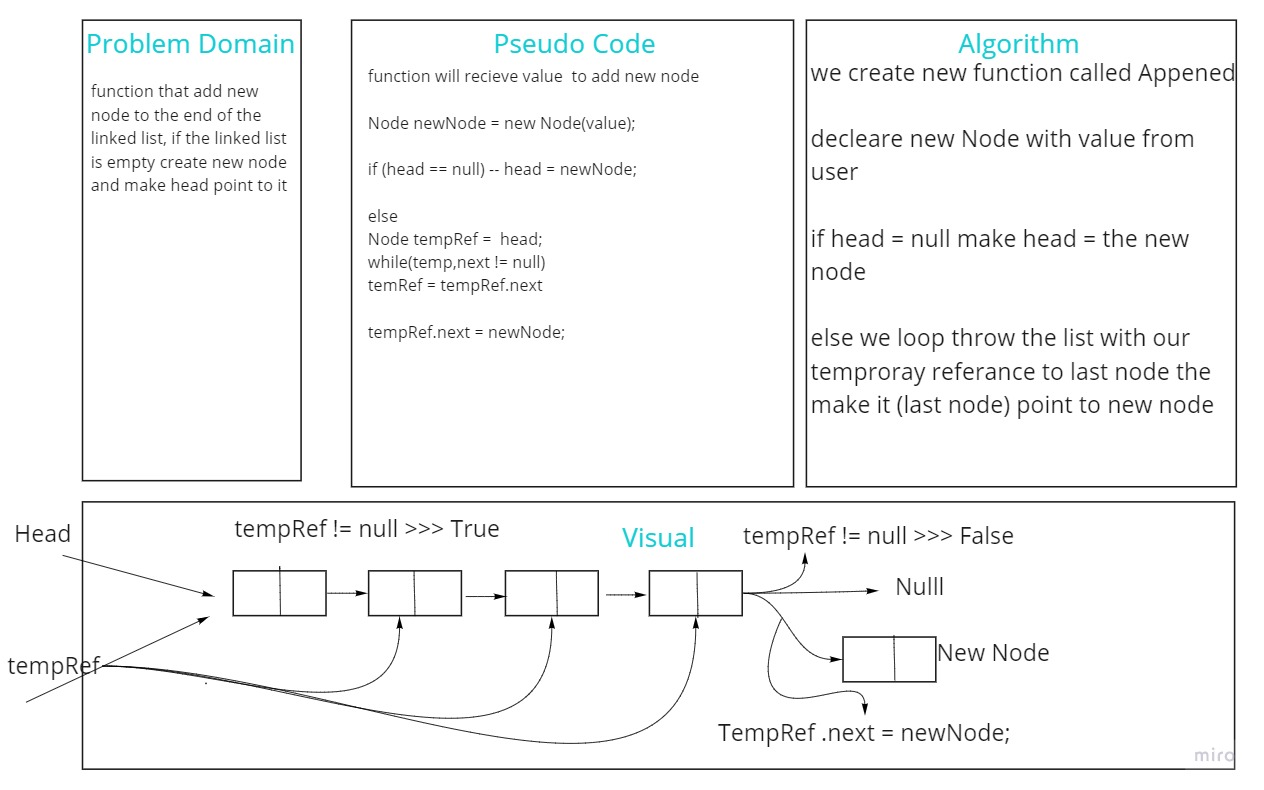 Problem Domain
function that add new
node to the end of the
linked list, if the linked list
is empty create new node
and make head point to it
Pseudo Code
function will recieve value to add new node
Node newNode = new Node(value);
if (head == null) -- head = newNode;
else
Node tempRef = head;
while(temp,next != null)
temRef = tempRef.next
tempRef.next = newNode;
Algorithm
we create new function called Appened
decleare new Node with value from
user
if head = null make head = the new
node
else we loop throw the list with our
temproray referance to last node the
make it (last node) point to new node
Head
tempRef != null >>> True
Visual
tempRef != null >>> False
Nulll
tempRef
New Node
TempRef .next = newNode;
miro